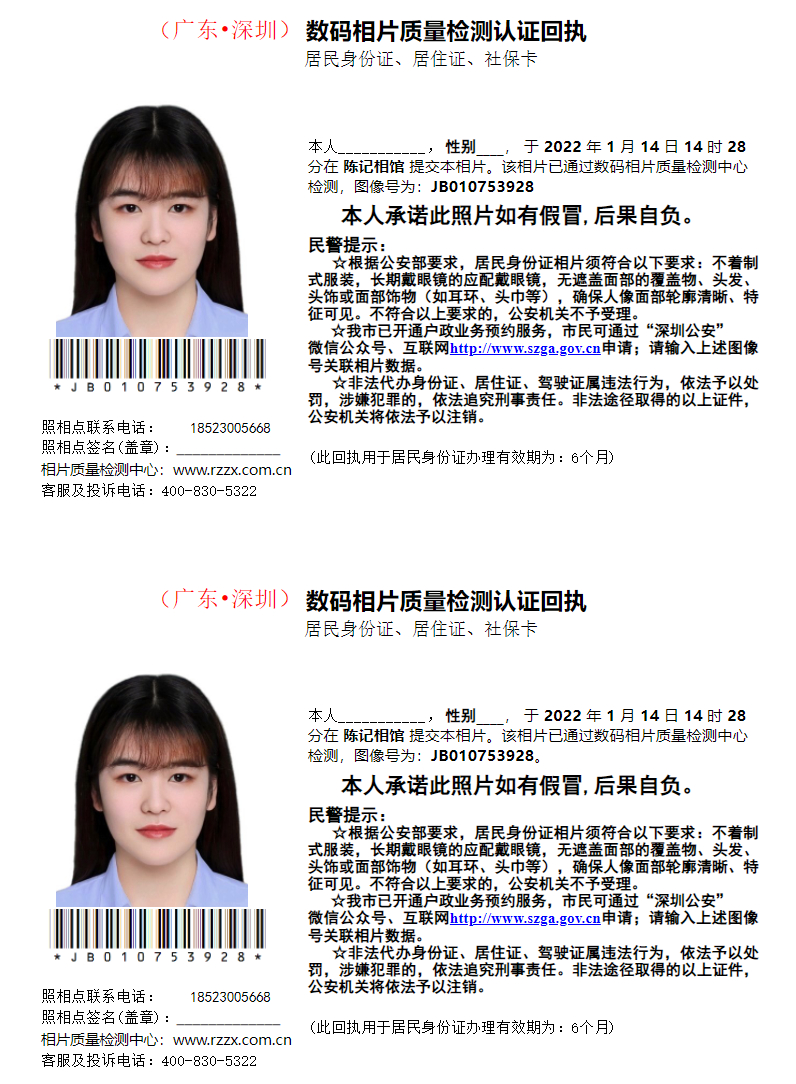 （广东•深圳） 数码相片质量检测认证回执
居民身份证、居住证、社保卡
本人___________，性别____， 于 2022 年 1 月 14 日 14 时 28
分在 陈记相馆 提交本相片。该相片已通过数码相片质量检测中心
检测，图像号为：JB010753928
本人承诺此照片如有假冒,后果自负。
民警提示：
☆根据公安部要求，居民身份证相片须符合以下要求：不着制
式服装，长期戴眼镜的应配戴眼镜，无遮盖面部的覆盖物、头发、
头饰或面部饰物（如耳环、头巾等），确保人像面部轮廓清晰、特
征可见。不符合以上要求的，公安机关不予受理。
☆我市已开通户政业务预约服务，市民可通过“深圳公安”
微信公众号、互联网http://www.szga.gov.cn申请；请输入上述图像
号关联相片数据。
☆非法代办身份证、居住证、驾驶证属违法行为，依法予以处
罚，涉嫌犯罪的，依法追究刑事责任。非法途径取得的以上证件，
公安机关将依法予以注销。
(此回执用于居民身份证办理有效期为：6个月)
*JB010753928*
照相点联系电话： 18523005668
照相点签名(盖章)：_____________
相片质量检测中心：www.rzzx.com.cn
客服及投诉电话：400-830-5322
（广东•深圳） 数码相片质量检测认证回执
居民身份证、居住证、社保卡
本人___________，性别____， 于 2022 年 1 月 14 日 14 时 28
分在 陈记相馆 提交本相片。该相片已通过数码相片质量检测中心
检测，图像号为：JB010753928。
本人承诺此照片如有假冒,后果自负。
民警提示：
☆根据公安部要求，居民身份证相片须符合以下要求：不着制
式服装，长期戴眼镜的应配戴眼镜，无遮盖面部的覆盖物、头发、
头饰或面部饰物（如耳环、头巾等），确保人像面部轮廓清晰、特
征可见。不符合以上要求的，公安机关不予受理。
☆我市已开通户政业务预约服务，市民可通过“深圳公安”
微信公众号、互联网http://www.szga.gov.cn申请；请输入上述图像
号关联相片数据。
☆非法代办身份证、居住证、驾驶证属违法行为，依法予以处
罚，涉嫌犯罪的，依法追究刑事责任。非法途径取得的以上证件，
公安机关将依法予以注销。
(此回执用于居民身份证办理有效期为：6个月)
*JB010753928*
照相点联系电话： 18523005668
照相点签名(盖章)：_____________
相片质量检测中心：www.rzzx.com.cn
客服及投诉电话：400-830-5322